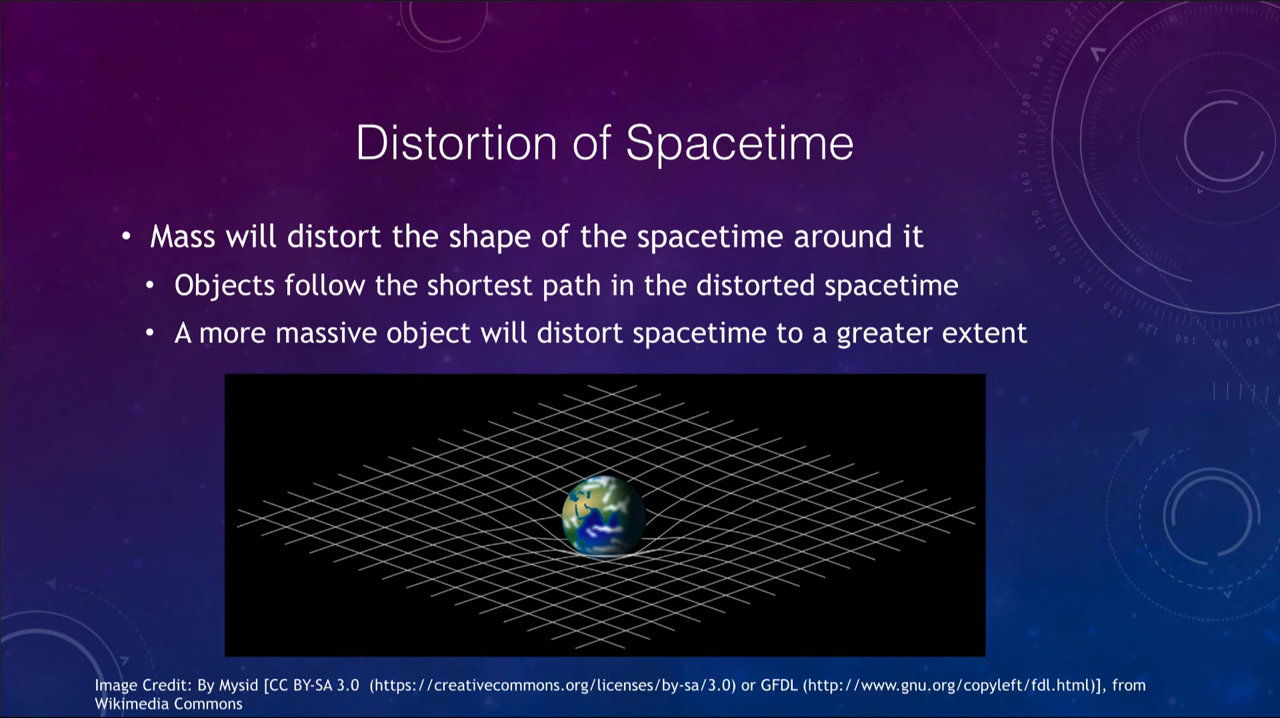 Distortion of Spacetime
• Mass will distort the shape of the spacetime around it
• Objects follow the shortest path in the distorted spacetime
• A more massive object will distort spacetime to a greater extent
Image Credit: By Mysid [CC BY-SA 3.0 (https://creativecommons.org/licenses/by-sa/3.0) or GFDL (http://www.gnu.org/copyleft/fdl.html)], from
Wikimedia Commons